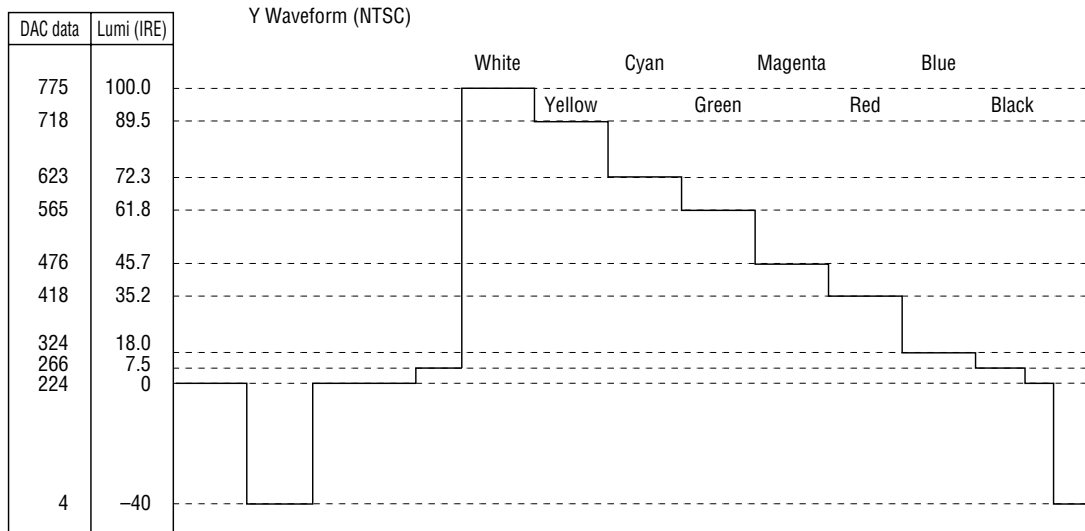 Y Waveform (NTSC)
DAC data Lumi (IRE)
White Cyan Magenta Blue
775 100.0
Yellow Green Red Black
718 89.5
623 72.3
565 61.8
476 45.7
418 35.2
324 18.0
266 7.5
224 0
4 –40